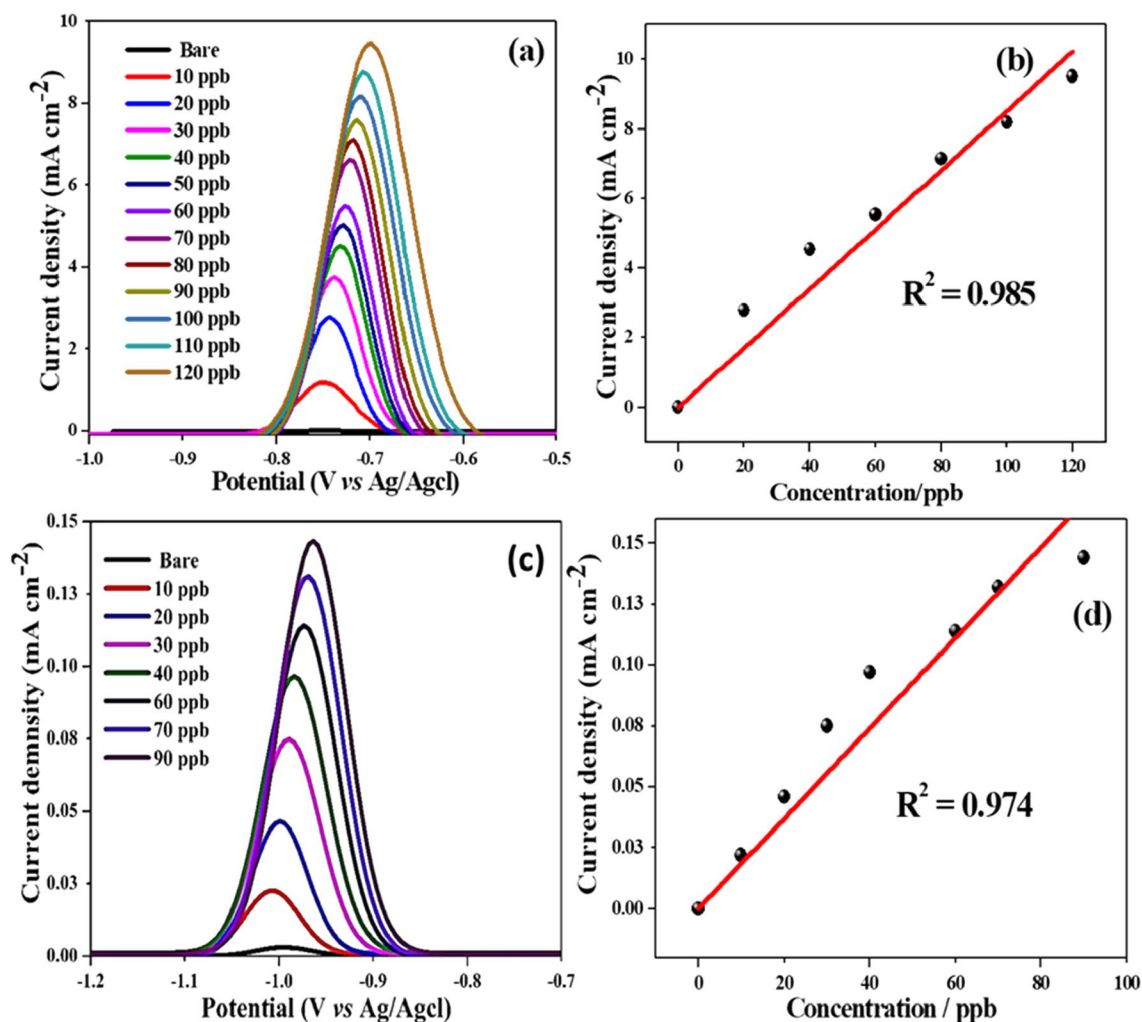 (a)
Current density (mA cm⁻²)
10
8
6
4
2
0
Bare
10 ppb
20 ppb
30 ppb
40 ppb
50 ppb
60 ppb
70 ppb
80 ppb
90 ppb
100 ppb
110 ppb
120 ppb
-1.0 -0.9 -0.8 -0.7 -0.6 -0.5
Potential (V vs Ag/Agcl)
(b)
Current density (mA cm⁻²)
10
8
6
4
2
0
R² = 0.985
0 20 40 60 80 100 120
Concentration/ppb
(c)
Current demnsity (mA cm⁻²)
0.15
0.13
0.10
0.08
0.05
0.03
0.00
Bare
10 ppb
20 ppb
30 ppb
40 ppb
60 ppb
70 ppb
90 ppb
-1.2 -1.1 -1.0 -0.9 -0.8 -0.7
Potential (V vs Ag/Agcl)
(d)
Current density (mA cm⁻²)
0.15
0.13
0.10
0.08
0.05
0.03
0.00
R² = 0.974
0 20 40 60 80 100
Concentration / ppb